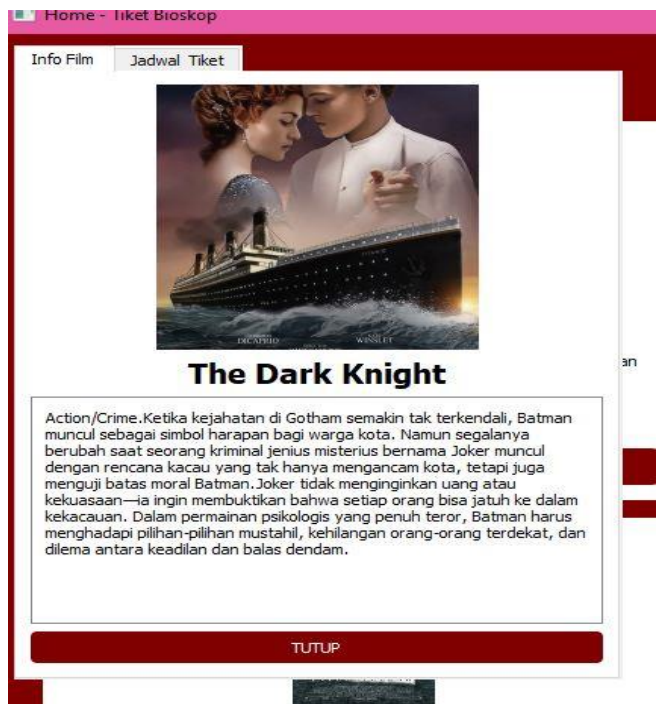 Home - Tiket Bioskop
Info Film
Jadwal Tiket
DICAPRIO
WINSLET
The Dark Knight
an
Action/Crime.Ketika kejahatan di Gotham semakin tak terkendali, Batman
muncul sebagai simbol harapan bagi warga kota. Namun segalanya
berubah saat seorang kriminal jenius misterius bernama Joker muncul
dengan rencana kacau yang tak hanya mengancam kota, tetapi juga
menguji batas moral Batman.Joker tidak menginginkan uang atau
kekuasaan—ia ingin membuktikan bahwa setiap orang bisa jatuh ke dalam
kekacauan. Dalam permainan psikologis yang penuh teror, Batman harus
menghadapi pilihan-pilihan mustahil, kehilangan orang-orang terdekat, dan
dilema antara keadilan dan balas dendam.
TUTUP